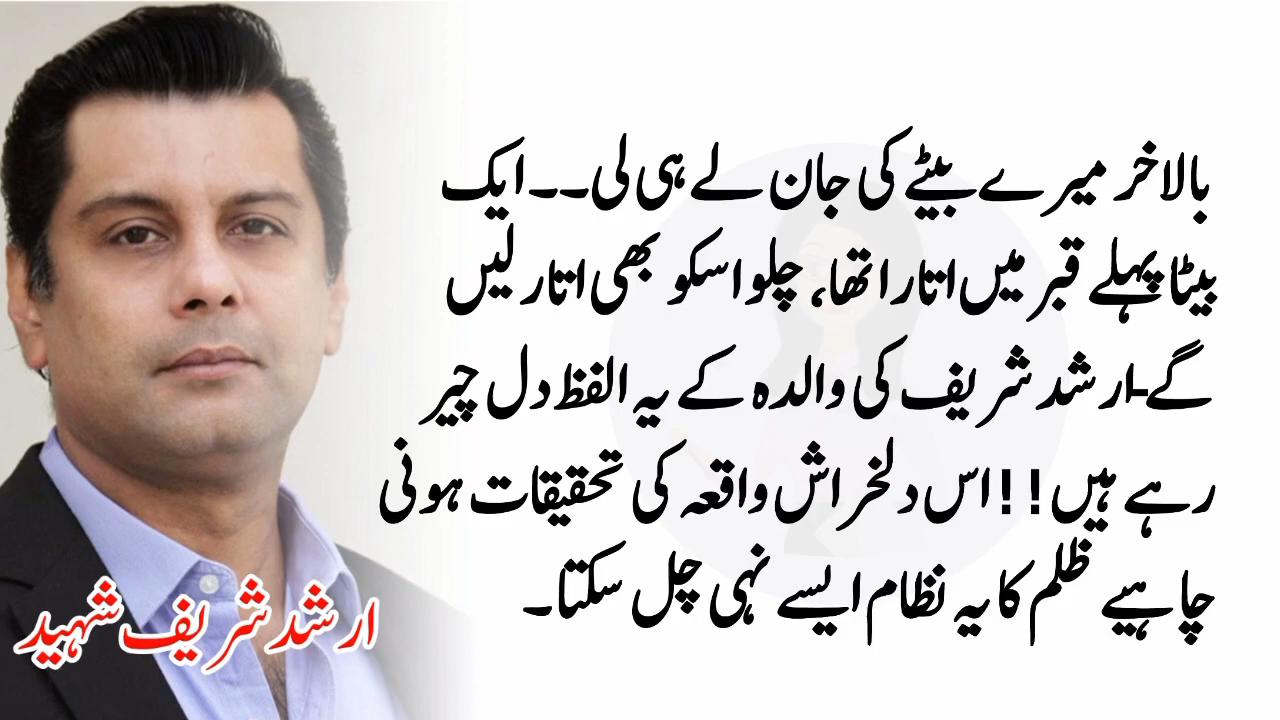 بالاخر میرے بیٹے کی جان لے ہی لی۔۔ایک
بیٹا پہلے قبر میں اتارا تھا، چلو اسکو بھی اتار لیں
گے-ارشد شریف کی والدہ کے یہ الفظ دل چیر
رہے ہیں!!اس دلخراش واقعہ کی تحقیقات ہونی
چاہیے ظلم کا یہ نظام ایسے نہی چل سکتا۔
ارشد شریف شہید